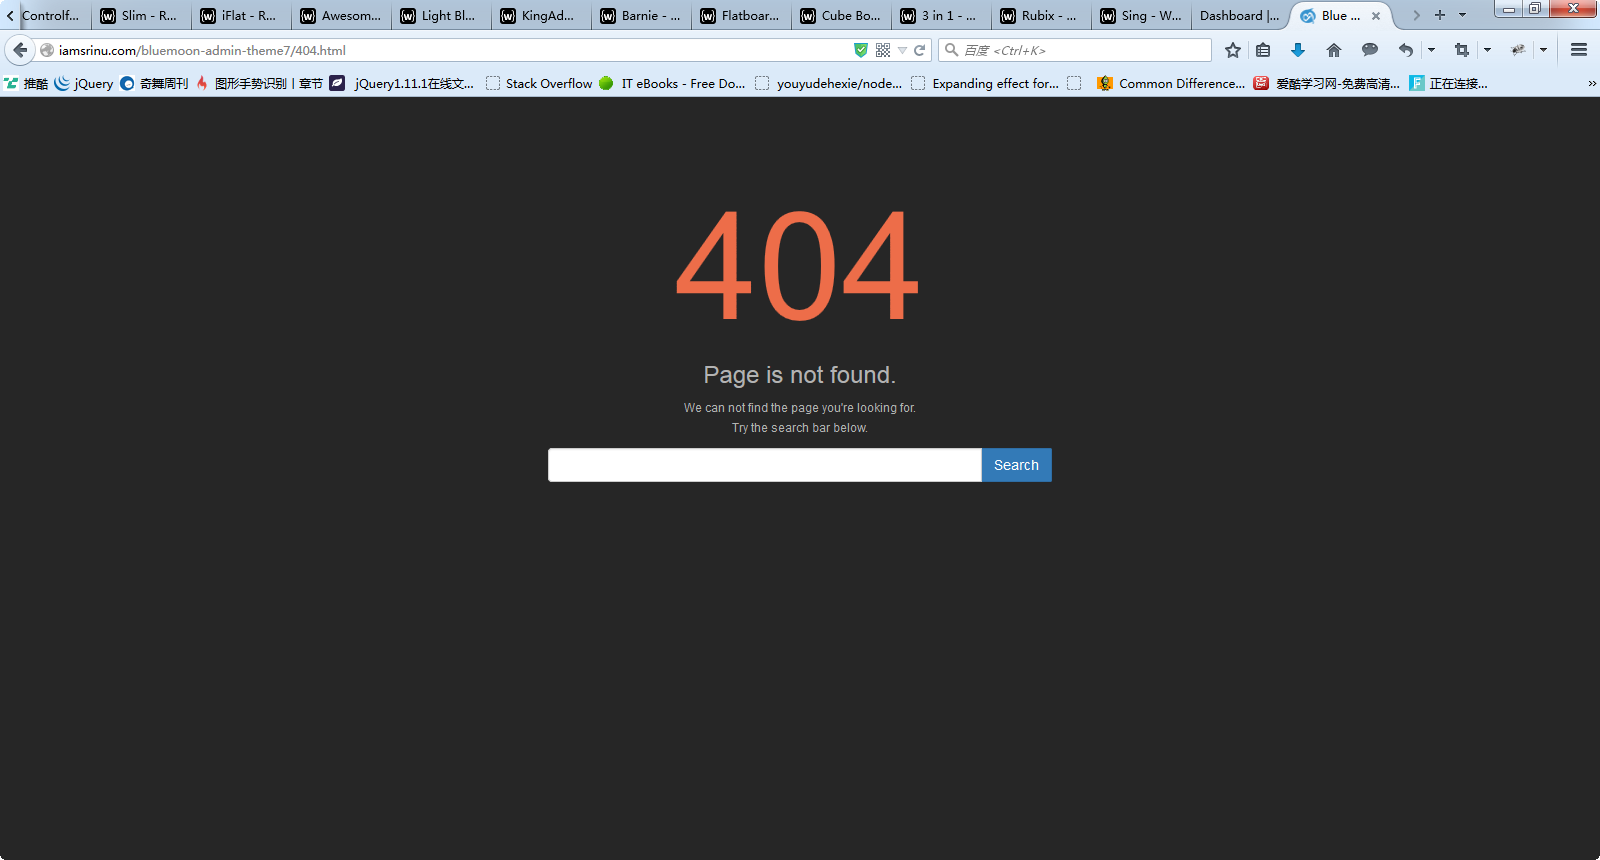 Controlf...
Slim - R...
iFlat - R...
Awesom...
Light Bl...
KingAd...
Barnie - ...
Flatboar...
Cube Bo...
3 in 1 - ...
Rubix - ...
Sing - W...
Dashboard |...
Blue ...
iamsrinu.com/bluemoon-admin-theme7/404.html
百度 <Ctrl+K>
推酷
jQuery
奇舞周刊
图形手势识别丨章节
jQuery1.11.1在线文...
Stack Overflow
IT eBooks - Free Do...
youyudehexie/node...
Expanding effect for...
Common Difference...
爱酷学习网-免费高清...
正在连接...
404
Page is not found.
We can not find the page you're looking for.
Try the search bar below.
Search